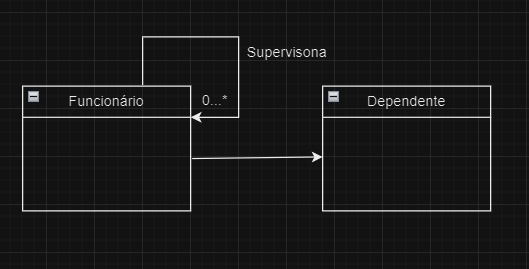 Supervisona
Funcionário
0...*
Dependente